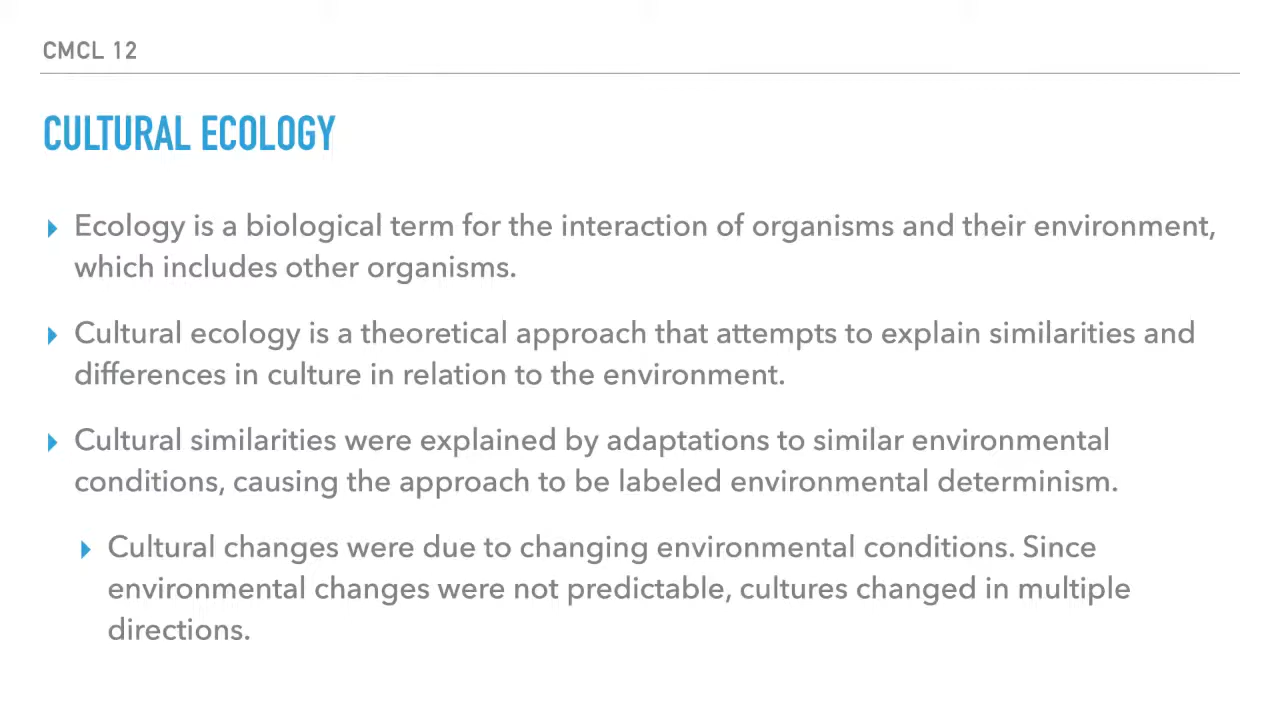 CMCL 12
CULTURAL ECOLOGY
Ecology is a biological term for the interaction of organisms and their environment,
which includes other organisms.
Cultural ecology is a theoretical approach that attempts to explain similarities and
differences in culture in relation to the environment.
Cultural similarities were explained by adaptations to similar environmental
conditions, causing the approach to be labeled environmental determinism.
Cultural changes were due to changing environmental conditions. Since
environmental changes were not predictable, cultures changed in multiple
directions.